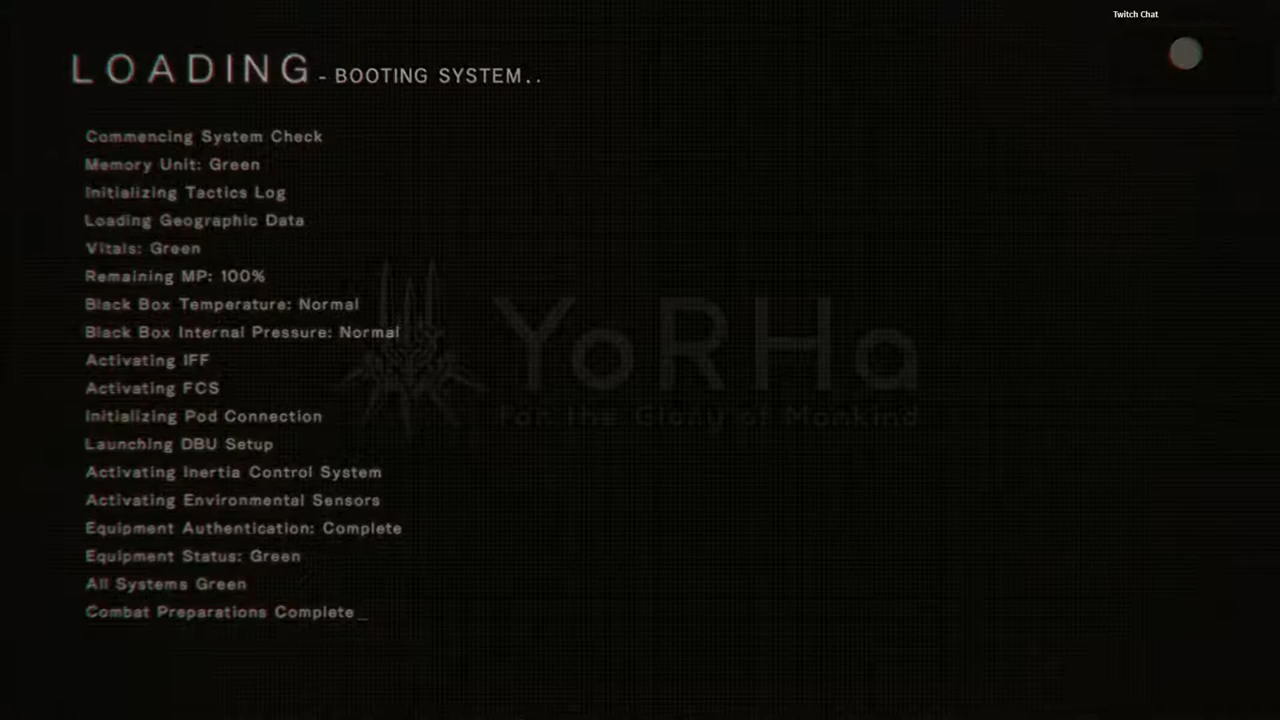 Twitch Chat
LOADING - BOOTING SYSTEM..
Commencing System Check
Memory Unit: Green
Initializing Tactics Log
Loading Geographic Data
Vitals: Green
Remaining MP: 100%
Black Box Temperature: Normal
Black Box Internal Pressure: Normal
Activating IFF
Activating FCS
Initializing Pod Connection
Launching DBU Setup
Activating Inertia Control System
Activating Environmental Sensors
Equipment Authentication: Complete
Equipment Status: Green
All Systems Green
Combat Preparations Complete_
YoRHa
For the Glory of Mankind